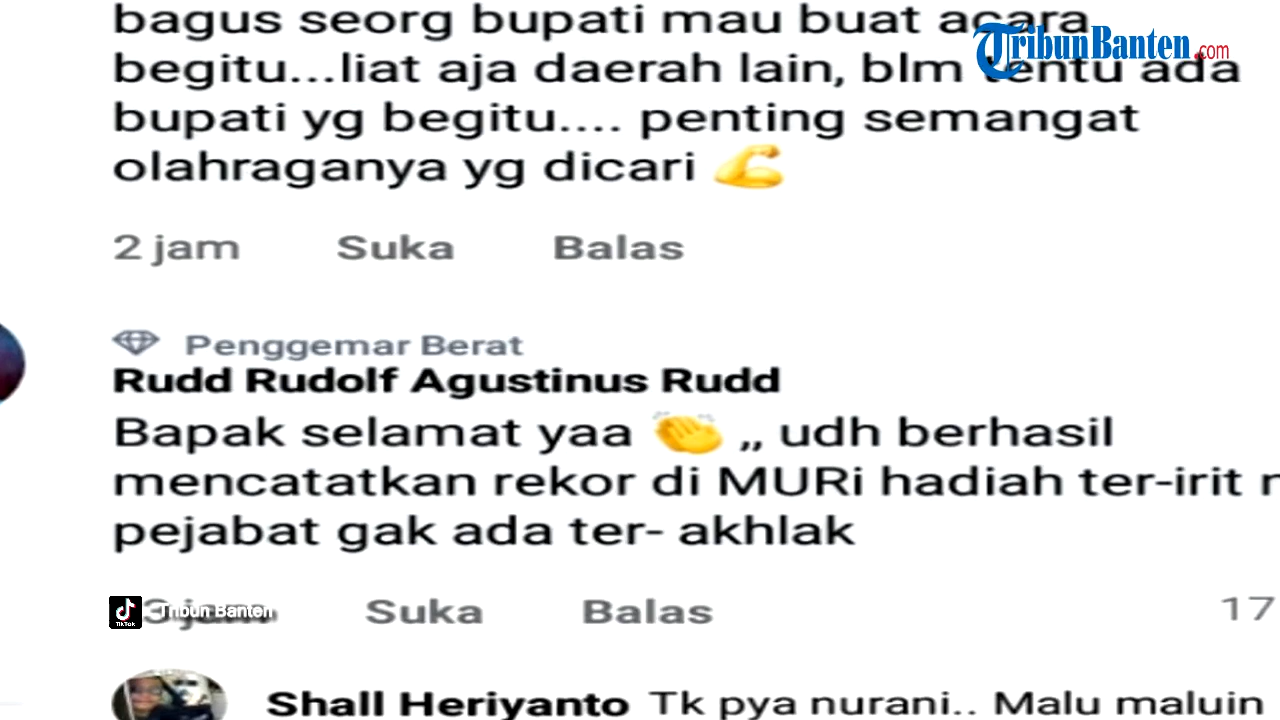 bagus seorg bupati mau buat acara
TribunBanten.com
begitu...liat aja daerah lain, blm tentu ada
bupati yg begitu.... penting semangat
olahraganya yg dicari 💪
2 jam Suka Balas
Penggemar Berat
Rudd Rudolf Agustinus Rudd
Bapak selamat yaa 👏 ,, udh berhasil
mencatatkan rekor di MURi hadiah ter-irit
pejabat gak ada ter- akhlak
TikTok Tribun Banten
3 jam Suka Balas 17
Shall Heriyanto Tk pya nurani.. Malu maluin